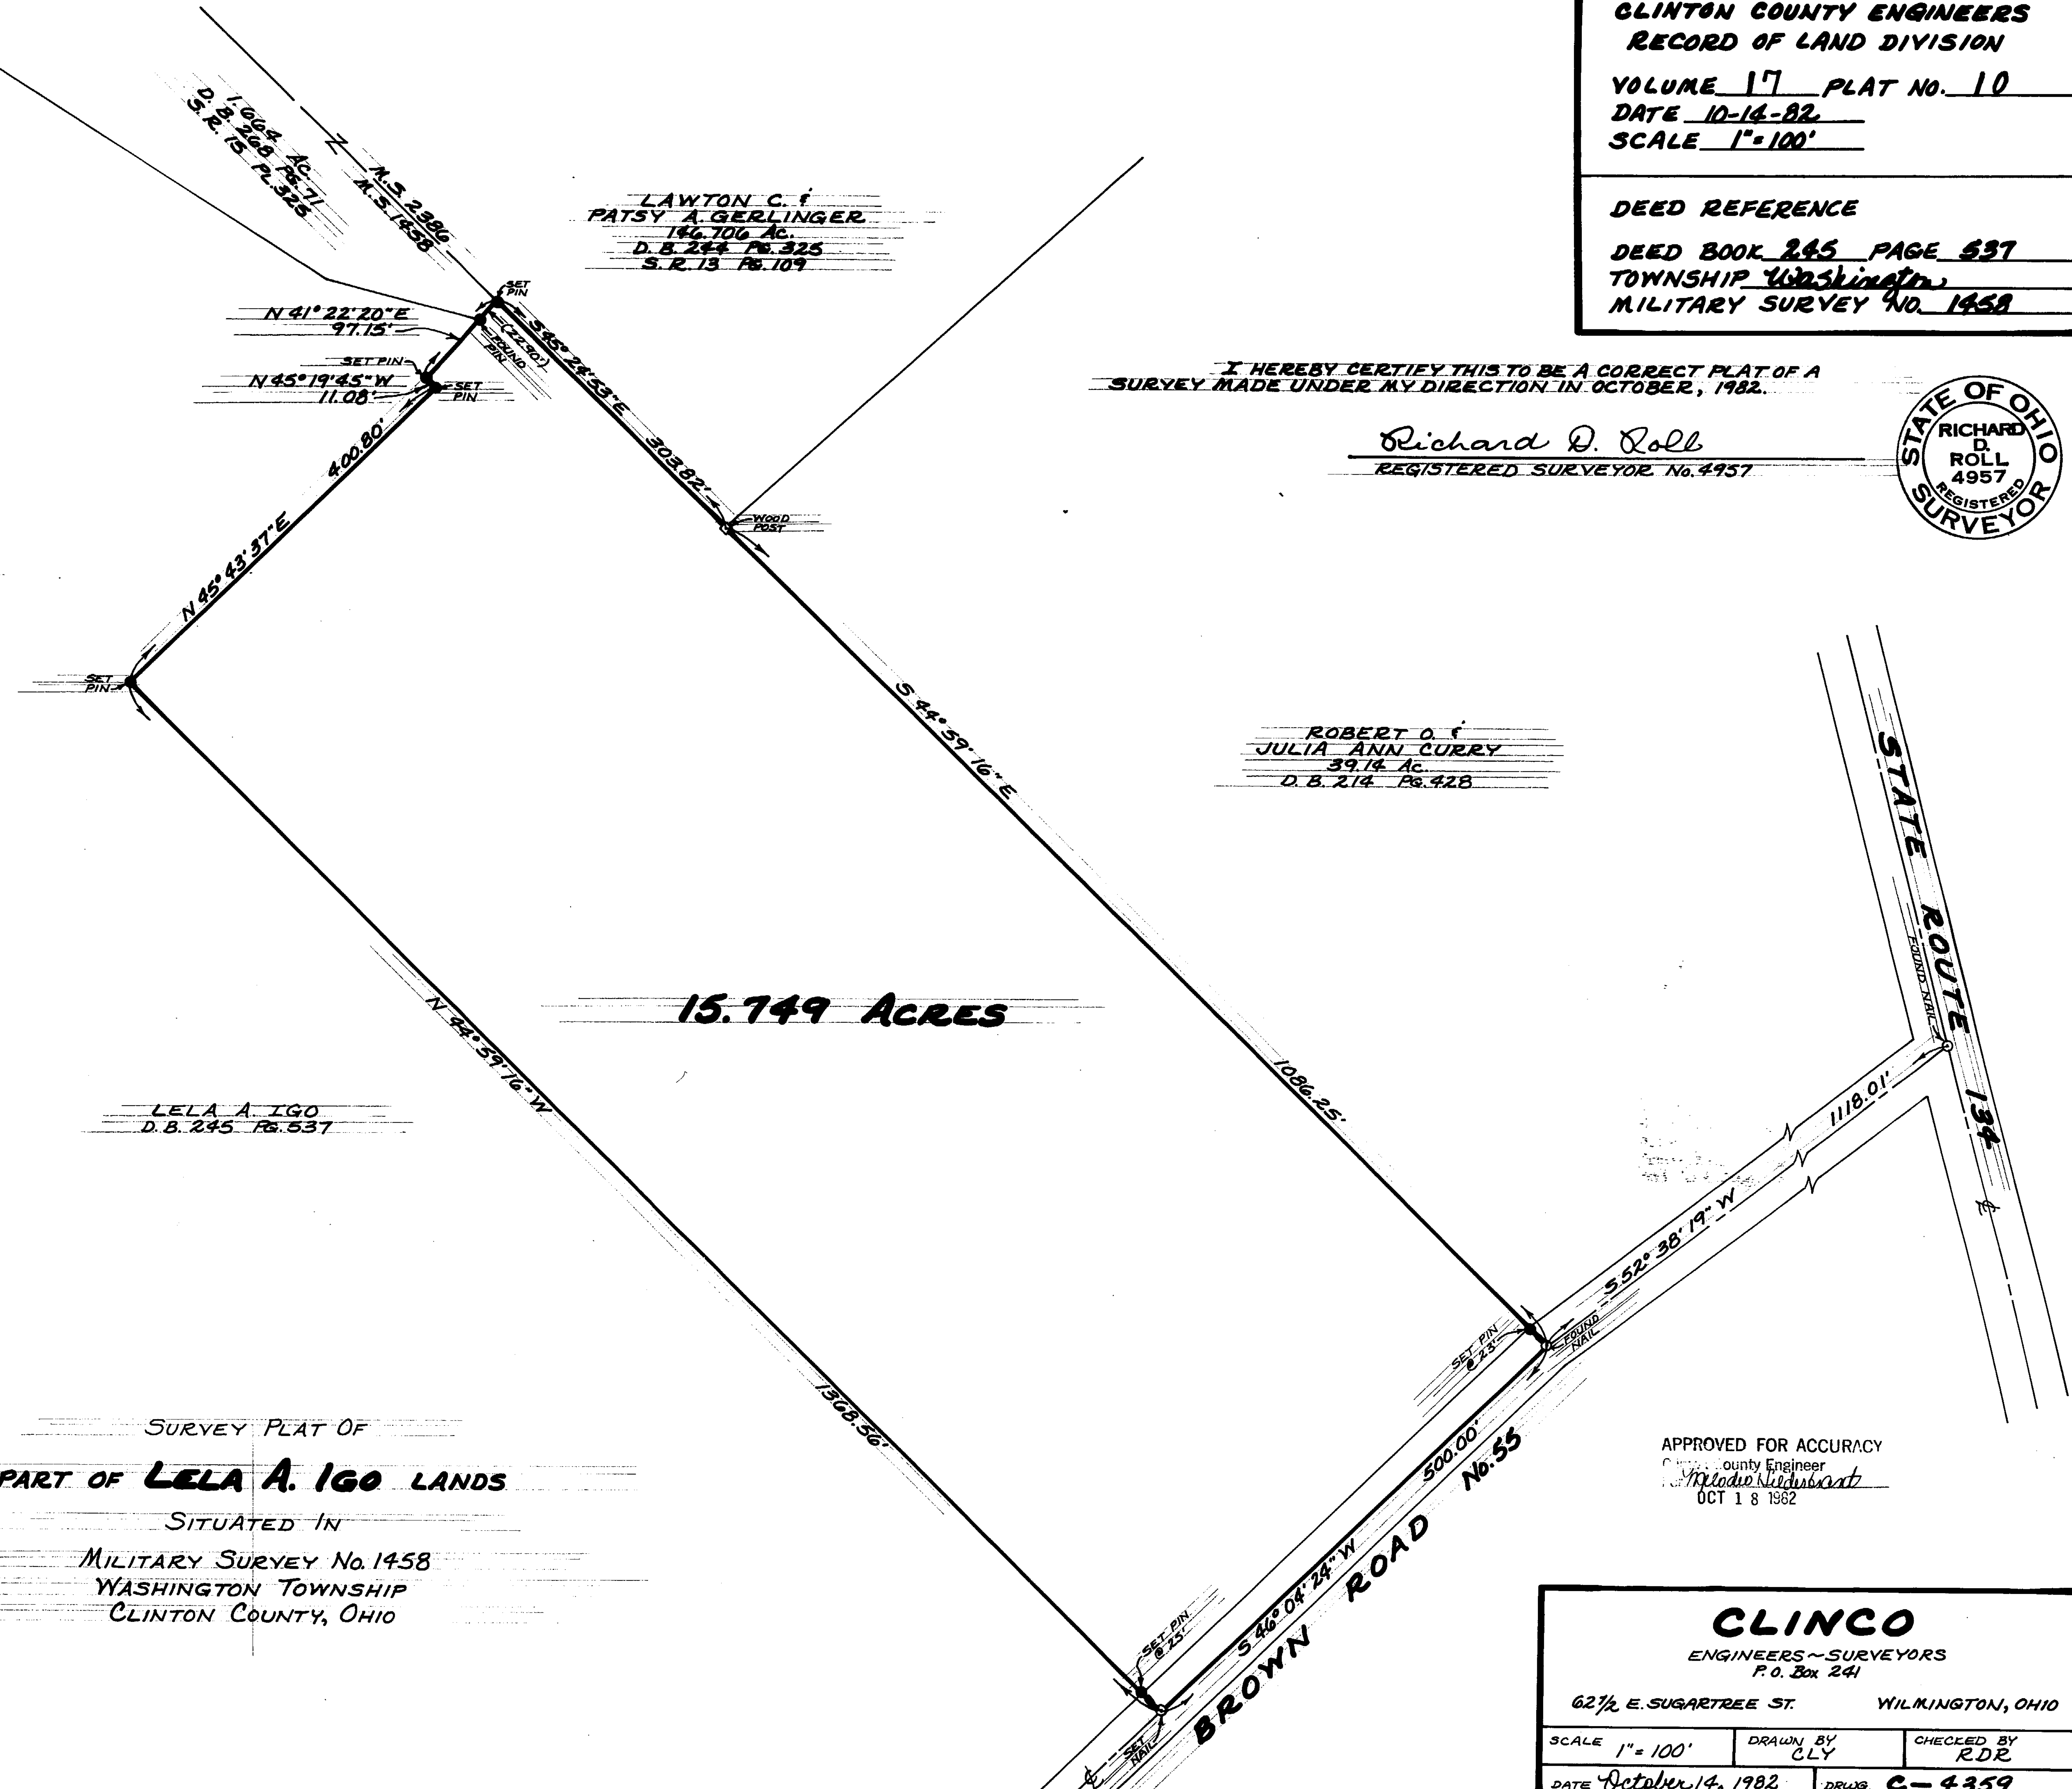 CLINTON COUNTY ENGINEERS
RECORD OF LAND DIVISION
VOLUME 17 PLAT NO. 10
DATE 10-14-82
SCALE 1"=100'
DEED REFERENCE
DEED BOOK 245 PAGE 537
TOWNSHIP Washington
MILITARY SURVEY NO. 1458
1.664 AC.
D.B. 268 PG. 71
S.R. 15 PL. 325
M.S. 2386
M.S. 1458
LAWTON C. &
PATSY A. GERLINGER
146.706 AC.
D.B. 244 PG. 325
S.R. 13 PG. 109
SET
PIN
N 41° 22' 20" E
97.15'
(22.90')
FOUND
PIN
S 45° 24' 53" E 303.82'
SET PIN
N 45° 19' 45" W
11.08'
SET
PIN
I HEREBY CERTIFY THIS TO BE A CORRECT PLAT OF A
SURVEY MADE UNDER MY DIRECTION IN OCTOBER, 1982.
Richard D. Roll
REGISTERED SURVEYOR No. 4957
STATE OF OHIO
RICHARD
D.
ROLL
4957
REGISTERED
SURVEYOR
N 45° 43' 37" E 400.80'
WOOD
POST
SET
PIN
S 44° 59' 16" E 1086.25'
ROBERT O. &
JULIA ANN CURRY
39.14 AC.
D.B. 214 PG. 428
STATE ROUTE 134
FOUND NAIL
℄
15.749 ACRES
N 44° 59' 16" W 1368.56'
LELA A. IGO
D.B. 245 PG. 537
S 52° 38' 19" W 1118.01'
SET PIN
@ 23'
FOUND
NAIL
S 46° 04' 24" W 500.00'
BROWN ROAD No. 55
SET PIN
@ 25'
SET
NAIL
℄
SURVEY PLAT OF
PART OF LELA A. IGO LANDS
SITUATED IN
MILITARY SURVEY No. 1458
WASHINGTON TOWNSHIP
CLINTON COUNTY, OHIO
APPROVED FOR ACCURACY
ounty Engineer
OCT 18 1982
CLINCO
ENGINEERS~SURVEYORS
P.O. Box 241
62½ E. SUGARTREE ST. WILMINGTON, OHIO
SCALE 1"=100' DRAWN BY CLY CHECKED BY RDR
DATE October 14, 1982 DRWG. C-4359